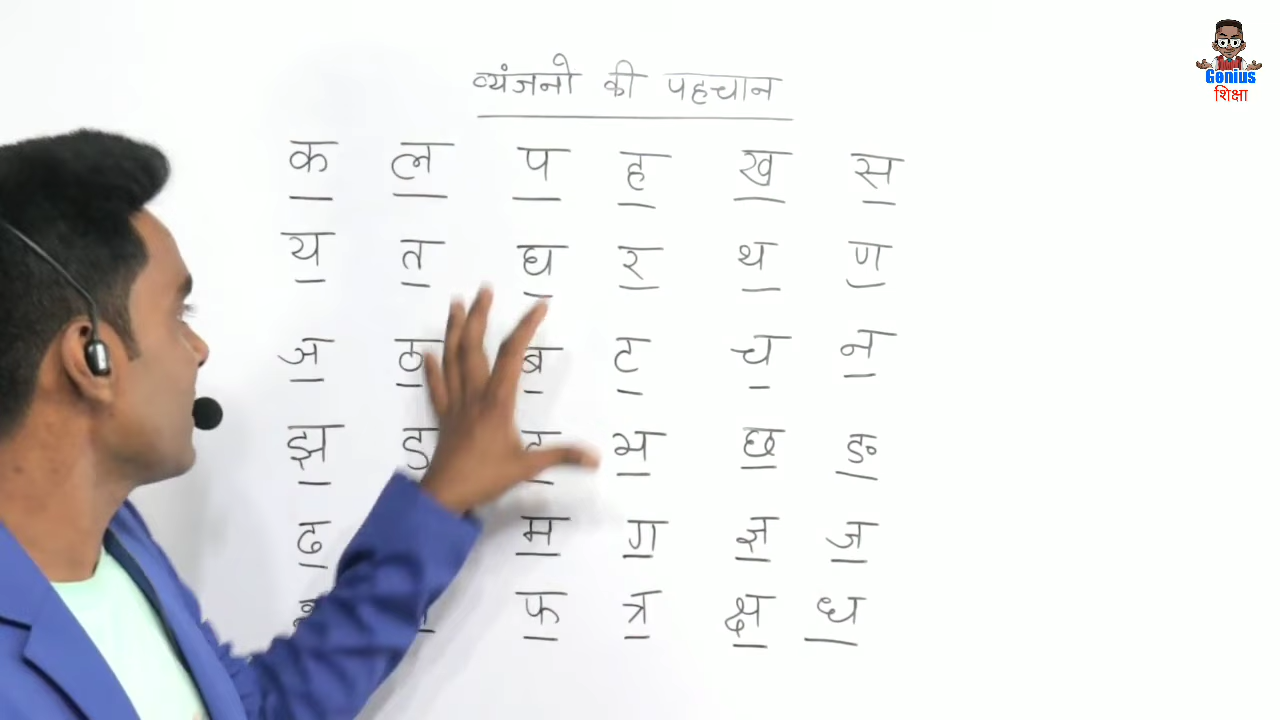 व्यंजनो की पहचान
क ल प ह ख स
य त घ र थ ण
ज ठ ब ट च न
झ ड भ छ ङ
ढ म ग ज्ञ ज
फ त्र क्ष ध
Genius
शिक्षा